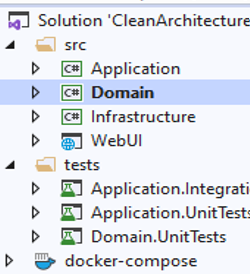 Solution 'CleanArchitecture
src
C# Application
C# Domain
C# Infrastructure
WebUI
tests
Application.Integrati
Application.UnitTests
Domain.UnitTests
docker-compose